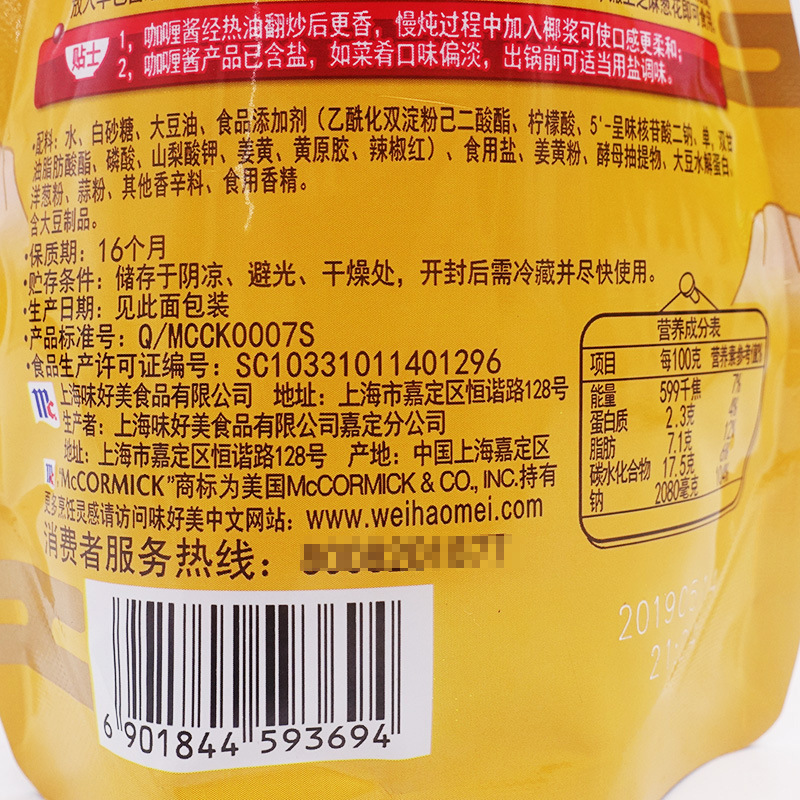 贴士
1，咖喱酱经热油翻炒后更香，慢炖过程中加入椰浆可使口感更柔和；
2，咖喱酱产品已含盐，如菜肴口味偏淡，出锅前可适当用盐调味。
·配料：水、白砂糖、大豆油、食品添加剂（乙酰化双淀粉己二酸酯、柠檬酸、5'-呈味核苷酸二钠、单，双甘
油脂肪酸酯、磷酸、山梨酸钾、姜黄、黄原胶、辣椒红）、食用盐、姜黄粉、酵母抽提物、大豆水解蛋白、
洋葱粉、蒜粉、其他香辛料、食用香精。
含大豆制品。
·保质期：16个月
·贮存条件：储存于阴凉、避光、干燥处，开封后需冷藏并尽快使用。
·生产日期：见此面包装
·产品标准号：Q/MCCK0007S
·食品生产许可证编号：SC10331011401296
上海味好美食品有限公司 地址：上海市嘉定区恒谐路128号
生产者：上海味好美食品有限公司嘉定分公司
地址：上海市嘉定区恒谐路128号 产地：中国上海嘉定区
"McCORMICK"商标为美国McCORMICK & CO., INC.持有
更多烹饪灵感请访问味好美中文网站：www.weihaomei.com
消费者服务热线：
营养成分表
项目 每100克 营养素参考值%
能量 599千焦 7%
蛋白质 2.3克 4%
脂肪 7.1克 12%
碳水化合物 17.5克
钠 2080毫克
6 901844 593694